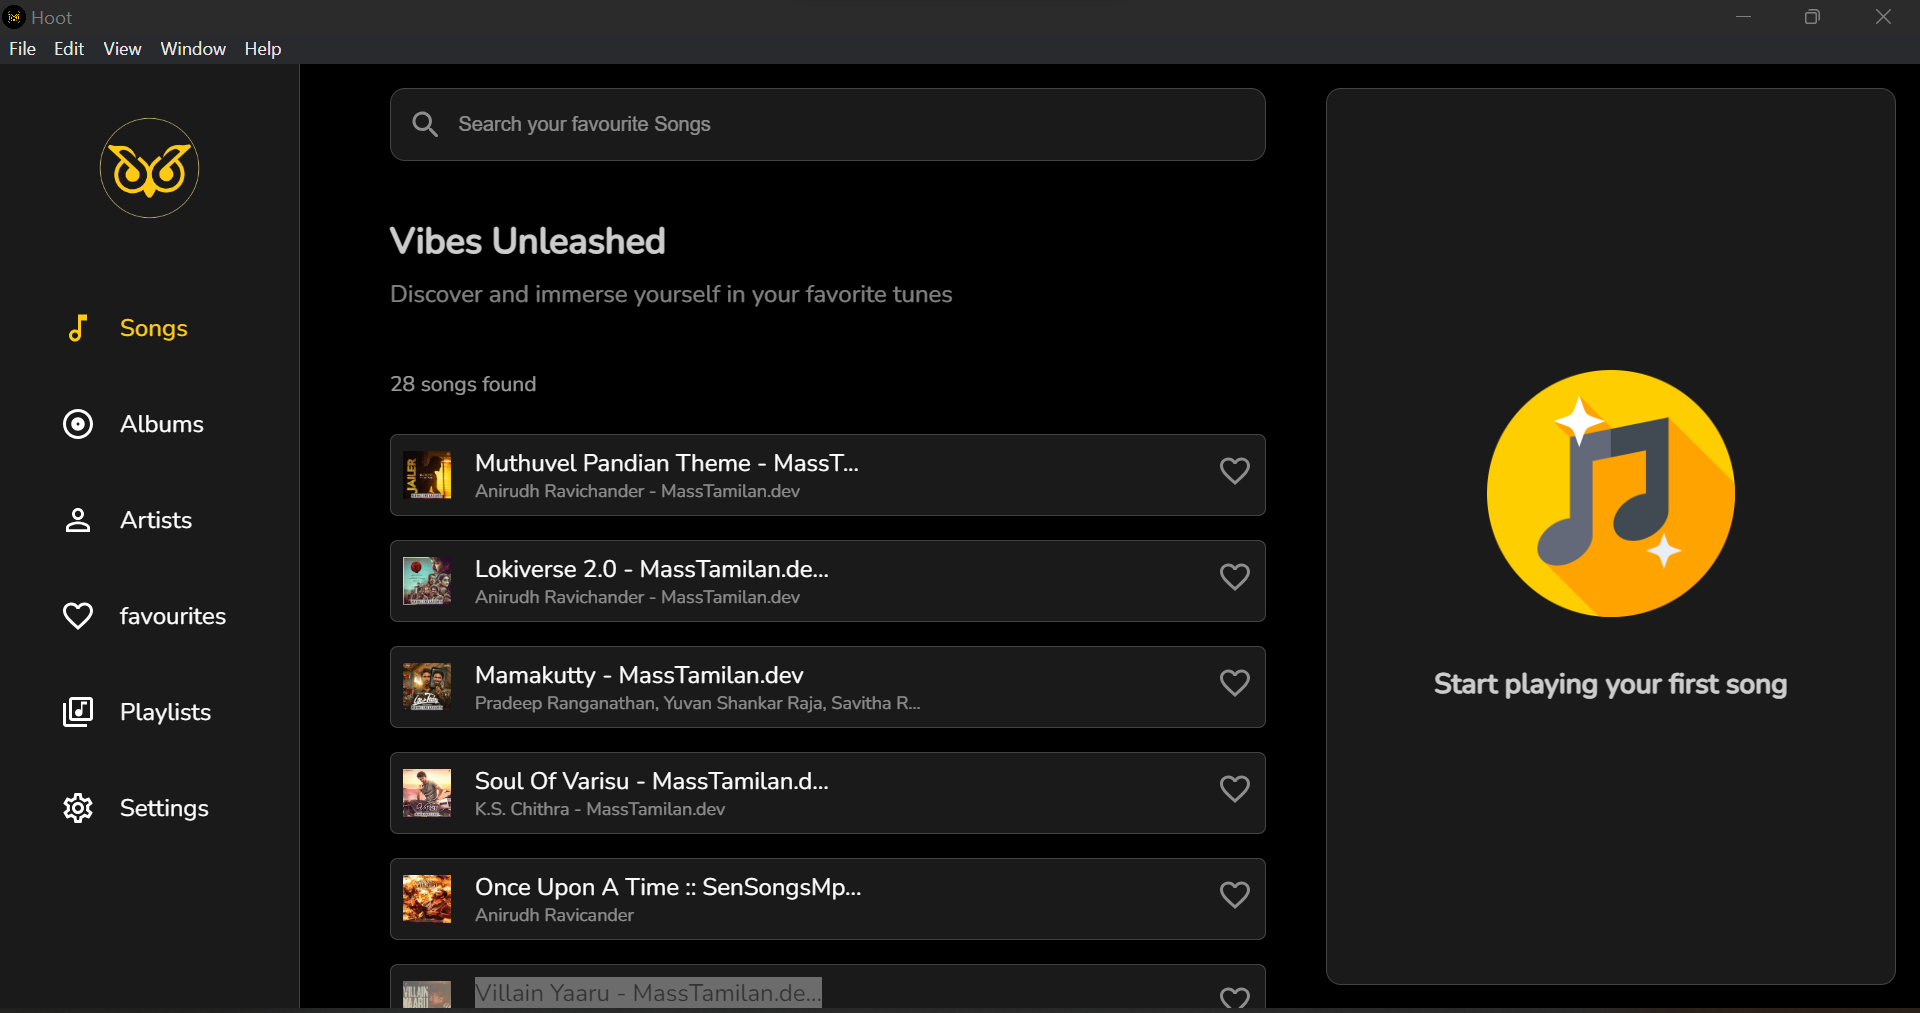 Hoot
File Edit View Window Help
Search your favourite Songs
Vibes Unleashed
Discover and immerse yourself in your favorite tunes
28 songs found
Songs
Albums
Artists
favourites
Playlists
Settings
JAILER
Muthuvel Pandian Theme - MassT...
Anirudh Ravichander - MassTamilan.dev
Lokiverse 2.0 - MassTamilan.de...
Anirudh Ravichander - MassTamilan.dev
Mamakutty - MassTamilan.dev
Pradeep Ranganathan, Yuvan Shankar Raja, Savitha R...
Soul Of Varisu - MassTamilan.d...
K.S. Chithra - MassTamilan.dev
Once Upon A Time :: SenSongsMp...
Anirudh Ravicander
VILLAIN
YAARU
Villain Yaaru - MassTamilan.de...
Start playing your first song